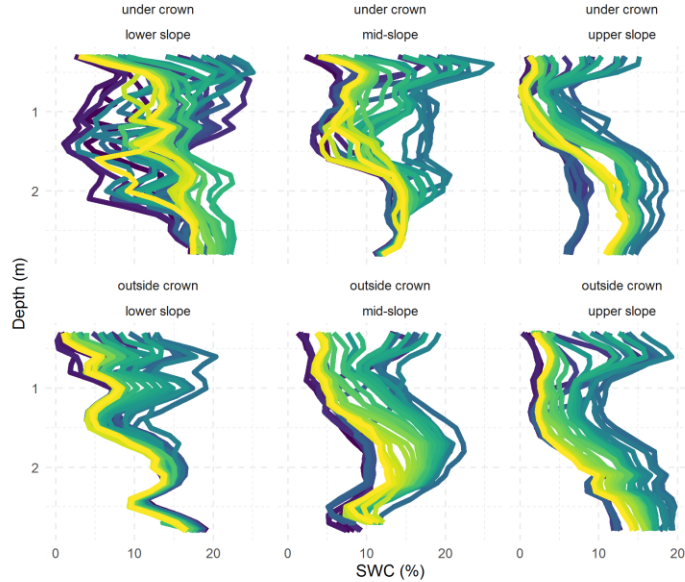 under crown under crown under crown
lower slope mid-slope upper slope
1
2
outside crown outside crown outside crown
lower slope mid-slope upper slope
1
2
Depth (m)
0 10 20 0 10 20 0 10 20
SWC (%)